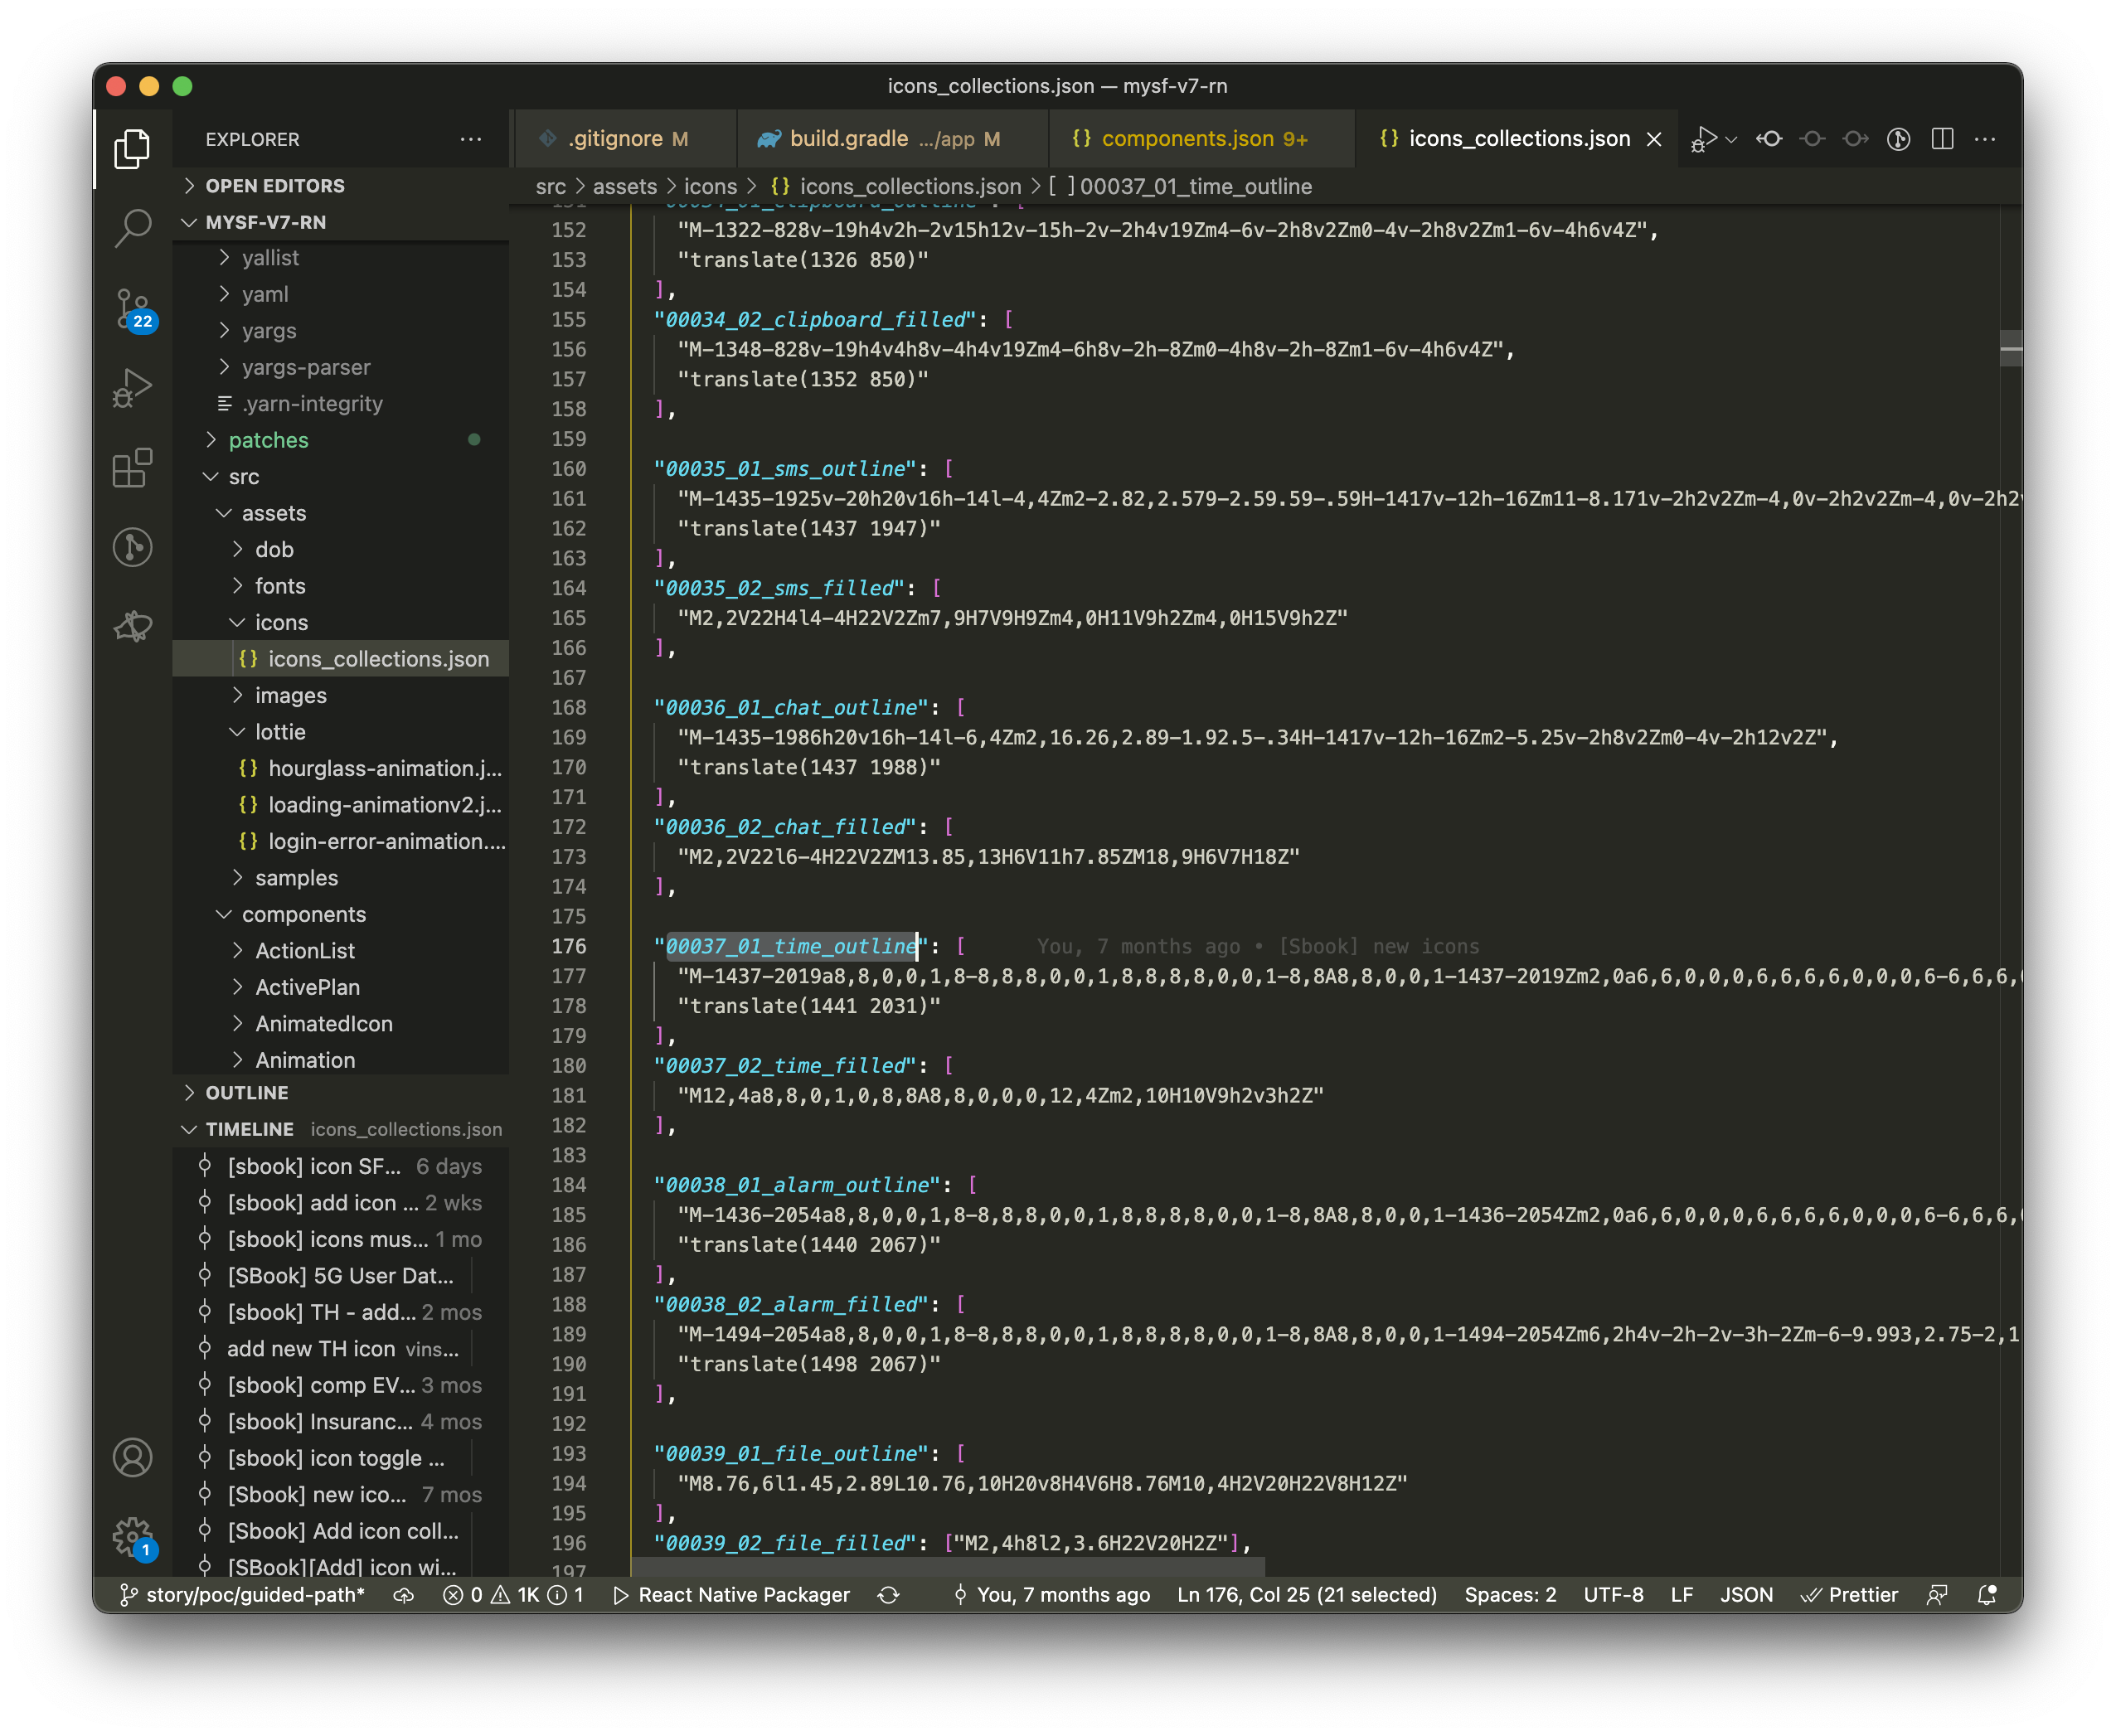 icons_collections.json — mysf-v7-rn
EXPLORER
.gitignore M
build.gradle .../app M
{} components.json 9+
{} icons_collections.json
OPEN EDITORS
MYSF-V7-RN
yallist
yaml
yargs
yargs-parser
.yarn-integrity
patches
src
assets
dob
fonts
icons
{} icons_collections.json
images
lottie
{} hourglass-animation.j...
{} loading-animationv2.j...
{} login-error-animation....
samples
components
ActionList
ActivePlan
AnimatedIcon
Animation
OUTLINE
TIMELINE icons_collections.json
[sbook] icon SF... 6 days
[sbook] add icon ... 2 wks
[sbook] icons mus... 1 mo
[SBook] 5G User Dat...
[sbook] TH - add... 2 mos
add new TH icon vins...
[sbook] comp EV... 3 mos
[sbook] Insuranc... 4 mos
[sbook] icon toggle ...
[Sbook] new ico... 7 mos
[Sbook] Add icon coll...
[SBook][Add] icon wi...
22
1
src > assets > icons > {} icons_collections.json > [ ] 00037_01_time_outline
151 "00034_01_clipboard_outline": [
152 "M-1322-828v-19h4v2h-2v15h12v-15h-2v-2h4v19Zm4-6v-2h8v2Zm0-4v-2h8v2Zm1-6v-4h6v4Z",
153 "translate(1326 850)"
154 ],
155 "00034_02_clipboard_filled": [
156 "M-1348-828v-19h4v4h8v-4h4v19Zm4-6h8v-2h-8Zm0-4h8v-2h-8Zm1-6v-4h6v4Z",
157 "translate(1352 850)"
158 ],
159
160 "00035_01_sms_outline": [
161 "M-1435-1925v-20h20v16h-14l-4,4Zm2-2.82,2.579-2.59.59-.59H-1417v-12h-16Zm11-8.171v-2h2v2Zm-4,0v-2h2v2Zm-4,0v-2h2
162 "translate(1437 1947)"
163 ],
164 "00035_02_sms_filled": [
165 "M2,2V22H4l4-4H22V2Zm7,9H7V9H9Zm4,0H11V9h2Zm4,0H15V9h2Z"
166 ],
167
168 "00036_01_chat_outline": [
169 "M-1435-1986h20v16h-14l-6,4Zm2,16.26,2.89-1.92.5-.34H-1417v-12h-16Zm2-5.25v-2h8v2Zm0-4v-2h12v2Z",
170 "translate(1437 1988)"
171 ],
172 "00036_02_chat_filled": [
173 "M2,2V22l6-4H22V2ZM13.85,13H6V11h7.85ZM18,9H6V7H18Z"
174 ],
175
176 "00037_01_time_outline": [ You, 7 months ago • [Sbook] new icons
177 "M-1437-2019a8,8,0,0,1,8-8,8,8,0,0,1,8,8,8,8,0,0,1-8,8A8,8,0,0,1-1437-2019Zm2,0a6,6,0,0,0,6,6,6,6,0,0,0,6-6,6,6,
178 "translate(1441 2031)"
179 ],
180 "00037_02_time_filled": [
181 "M12,4a8,8,0,1,0,8,8A8,8,0,0,0,12,4Zm2,10H10V9h2v3h2Z"
182 ],
183
184 "00038_01_alarm_outline": [
185 "M-1436-2054a8,8,0,0,1,8-8,8,8,0,0,1,8,8,8,8,0,0,1-8,8A8,8,0,0,1-1436-2054Zm2,0a6,6,0,0,0,6,6,6,6,0,0,0,6-6,6,6,
186 "translate(1440 2067)"
187 ],
188 "00038_02_alarm_filled": [
189 "M-1494-2054a8,8,0,0,1,8-8,8,8,0,0,1,8,8,8,8,0,0,1-8,8A8,8,0,0,1-1494-2054Zm6,2h4v-2h-2v-3h-2Zm-6-9.993,2.75-2,1
190 "translate(1498 2067)"
191 ],
192
193 "00039_01_file_outline": [
194 "M8.76,6l1.45,2.89L10.76,10H20v8H4V6H8.76M10,4H2V20H22V8H12Z"
195 ],
196 "00039_02_file_filled": ["M2,4h8l2,3.6H22V20H2Z"],
197
story/poc/guided-path* 0 1K 1 React Native Packager You, 7 months ago Ln 176, Col 25 (21 selected) Spaces: 2 UTF-8 LF JSON Prettier